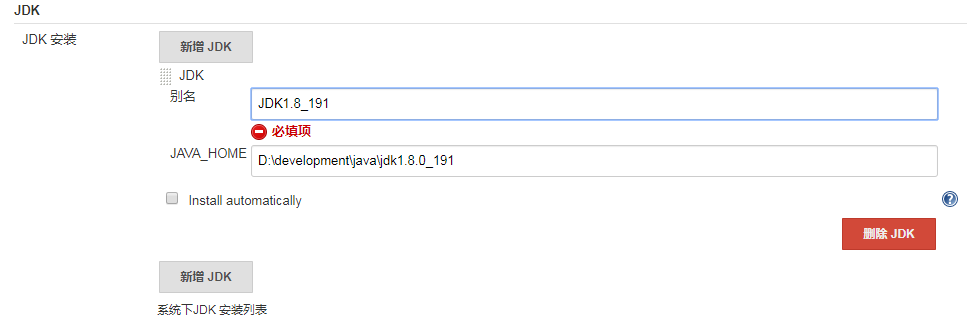 JDK
JDK 安装
新增 JDK
JDK
别名
JDK1.8_191
必填项
JAVA_HOME
D:\development\java\jdk1.8.0_191
Install automatically
?
删除 JDK
新增 JDK
系统下JDK 安装列表